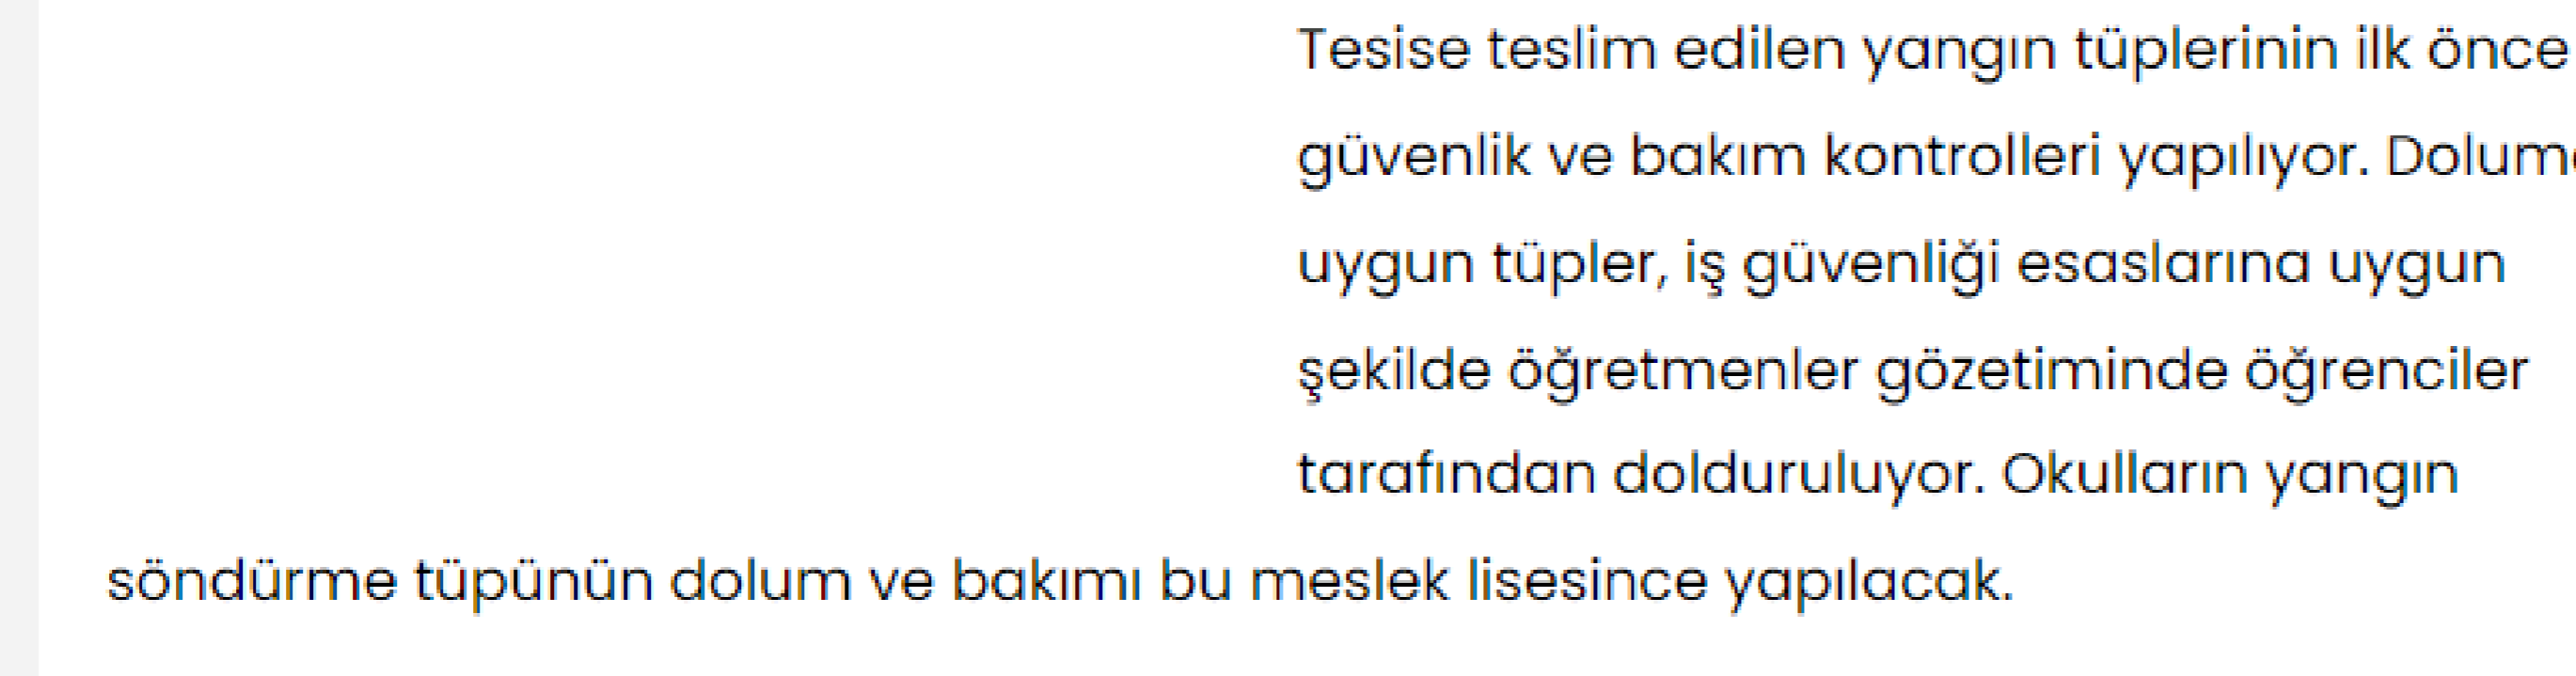 Tesise teslim edilen yangın tüplerinin ilk önce
güvenlik ve bakım kontrolleri yapılıyor.
uygun tüpler, iş güvenliği esaslarına uygun
şekilde öğretmenler gözetiminde öğrenciler
tarafından dolduruluyor. Okulların yangın
söndürme tüpünün dolum ve bakımı bu meslek lisesince yapılacak.